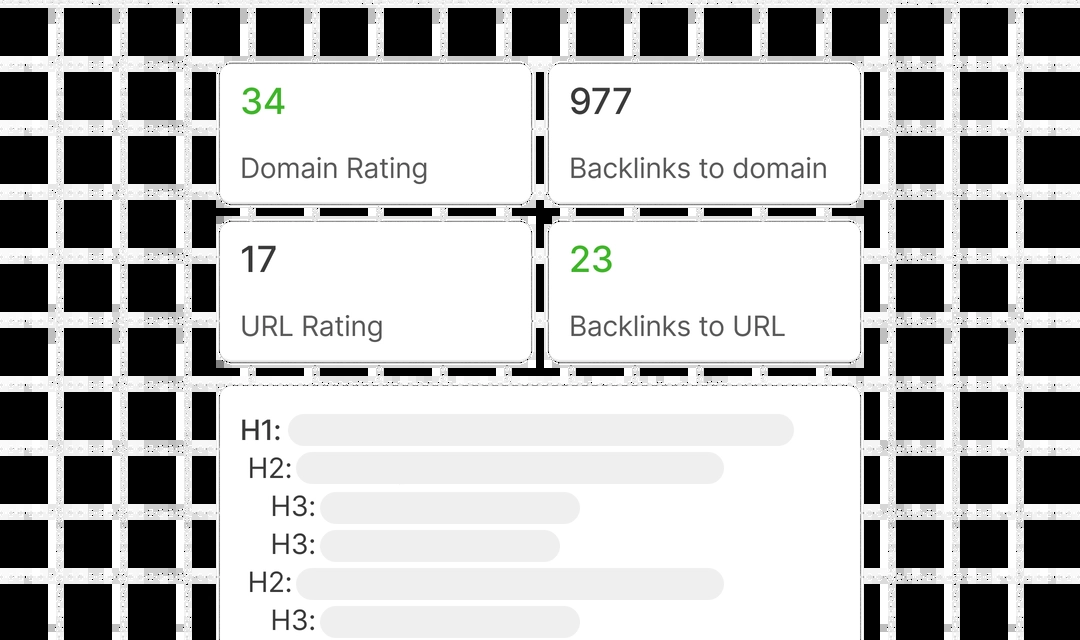 34
977
Domain Rating
Backlinks to domain
17
23
URL Rating
Backlinks to URL
H1:
H2:
H3:
H3:
H2:
H3: